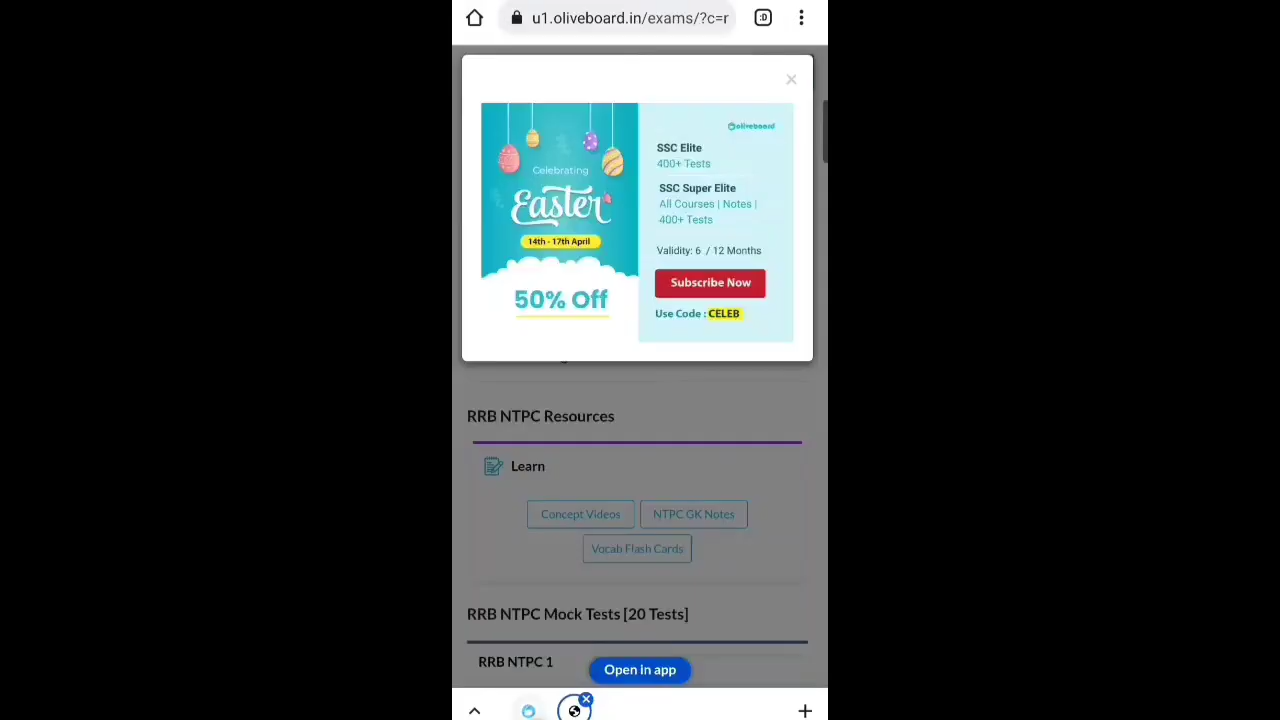 u1.oliveboard.in/exams/?c=r
:D
oliveboard
SSC Elite
400+ Tests
SSC Super Elite
All Courses | Notes |
400+ Tests
Validity: 6 / 12 Months
Subscribe Now
Use Code : CELEB
Celebrating
Easter
14th - 17th April
50% Off
RRB NTPC Resources
Learn
Concept Videos
NTPC GK Notes
Vocab Flash Cards
RRB NTPC Mock Tests [20 Tests]
RRB NTPC 1
Open in app